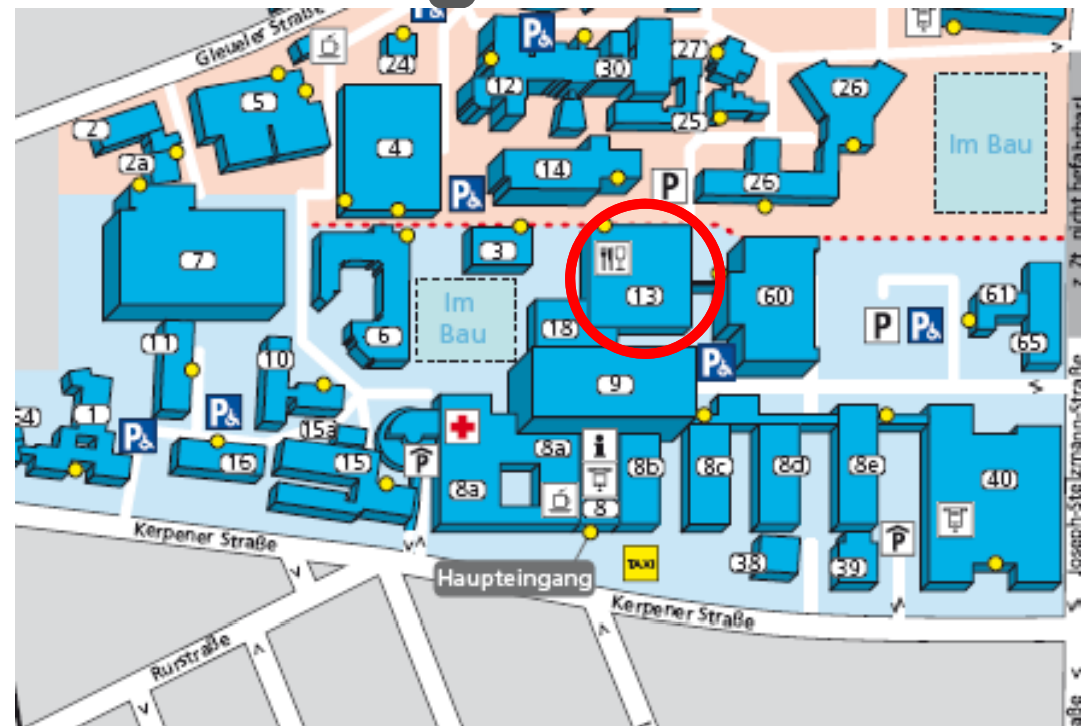 Gleueler Straße
24
27
30
12
5
2
4
25
26
Im Bau
2a
14
P
26
3
7
13
60
61
Im
Bau
18
P
6
65
11
10
9
1
15a
8a
i
16
15
8b
8c
8d
8e
8a
8
40
P
P
38
39
TAXI
Haupteingang
Kerpener Straße
Kerpener Straße
Rurstraße
Joseph-Stelzmann-Straße
z. Zt. nicht befahrbar!